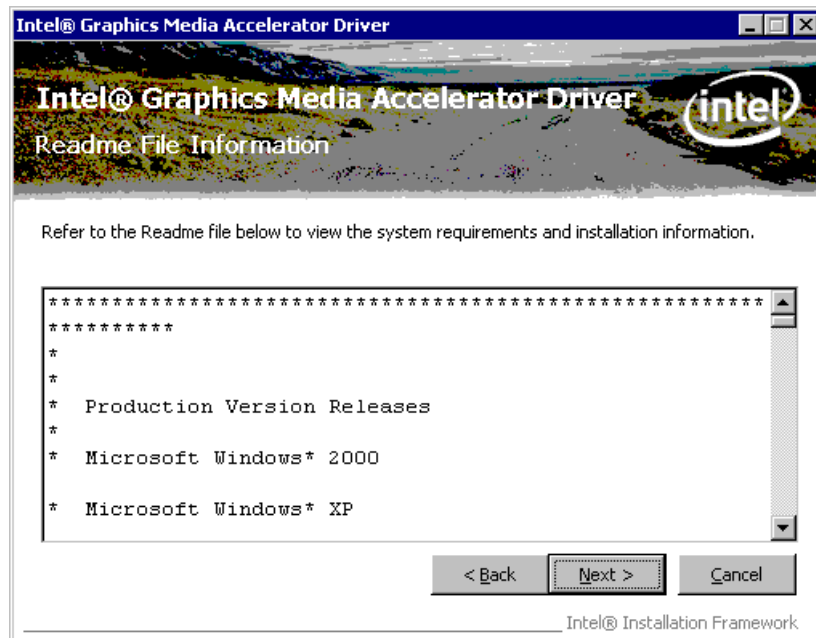 Intel® Graphics Media Accelerator Driver
Intel® Graphics Media Accelerator Driver
intel
Readme File Information
Refer to the Readme file below to view the system requirements and installation information.
********************************************************
**********
*
*
* Production Version Releases
*
* Microsoft Windows* 2000
* Microsoft Windows* XP
< Back
Next >
Cancel
Intel® Installation Framework